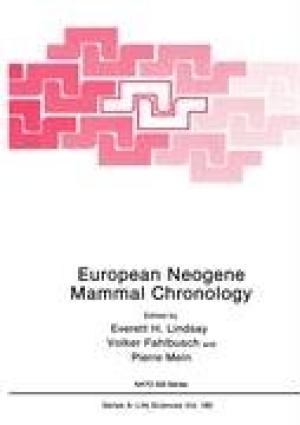 European Neogene
Mammal Chronology
Edited by
Everett H. Lindsay
Volker Fahlbusch and
Pierre Mein
NATO ASI Series
Series A: Life Sciences Vol. 180